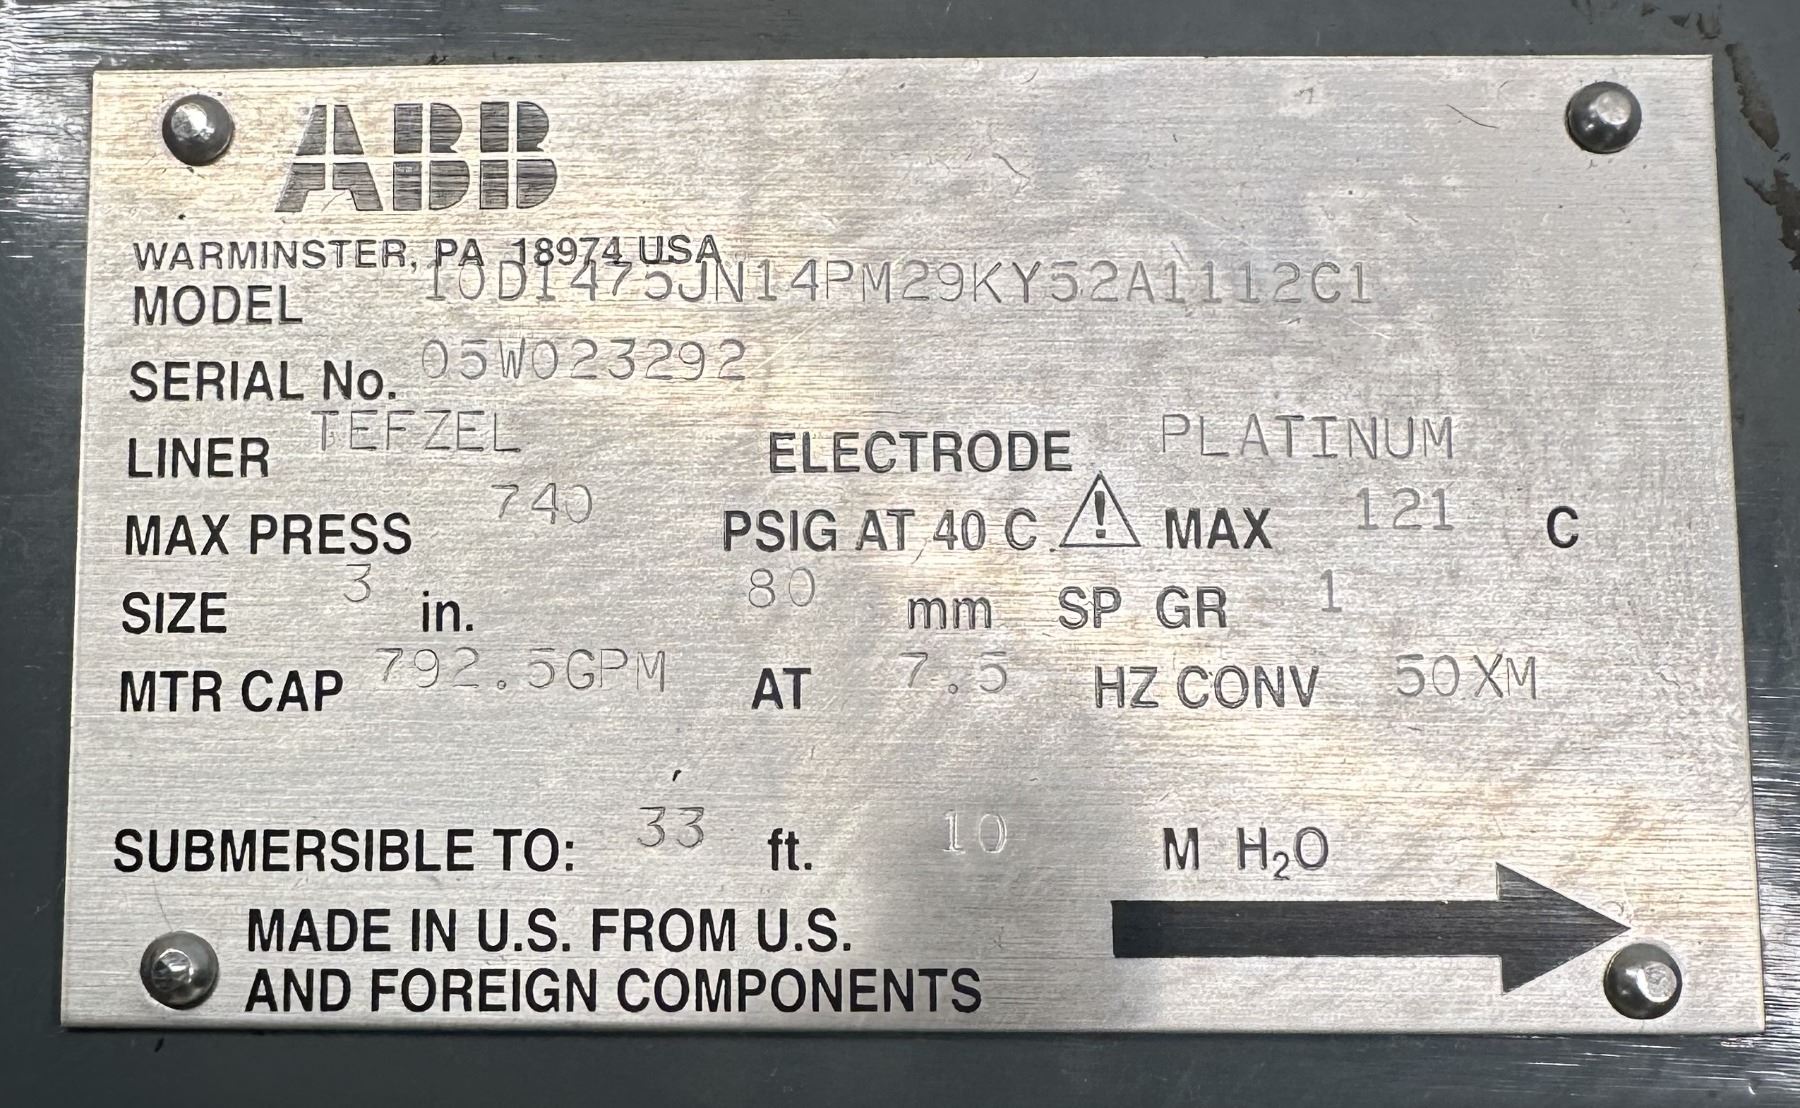 ABB
WARMINSTER, PA 18974 USA
MODEL 10D1475JN14PM29KY52A1112C1
SERIAL No. 05W023292
LINER TEFZEL ELECTRODE PLATINUM
MAX PRESS 740 PSIG AT 40 C ! MAX 121 C
SIZE 3 in. 80 mm SP GR 1
MTR CAP 792.5GPM AT 7.5 HZ CONV 50XM
SUBMERSIBLE TO: 33 ft. 10 M H₂O
MADE IN U.S. FROM U.S.
AND FOREIGN COMPONENTS